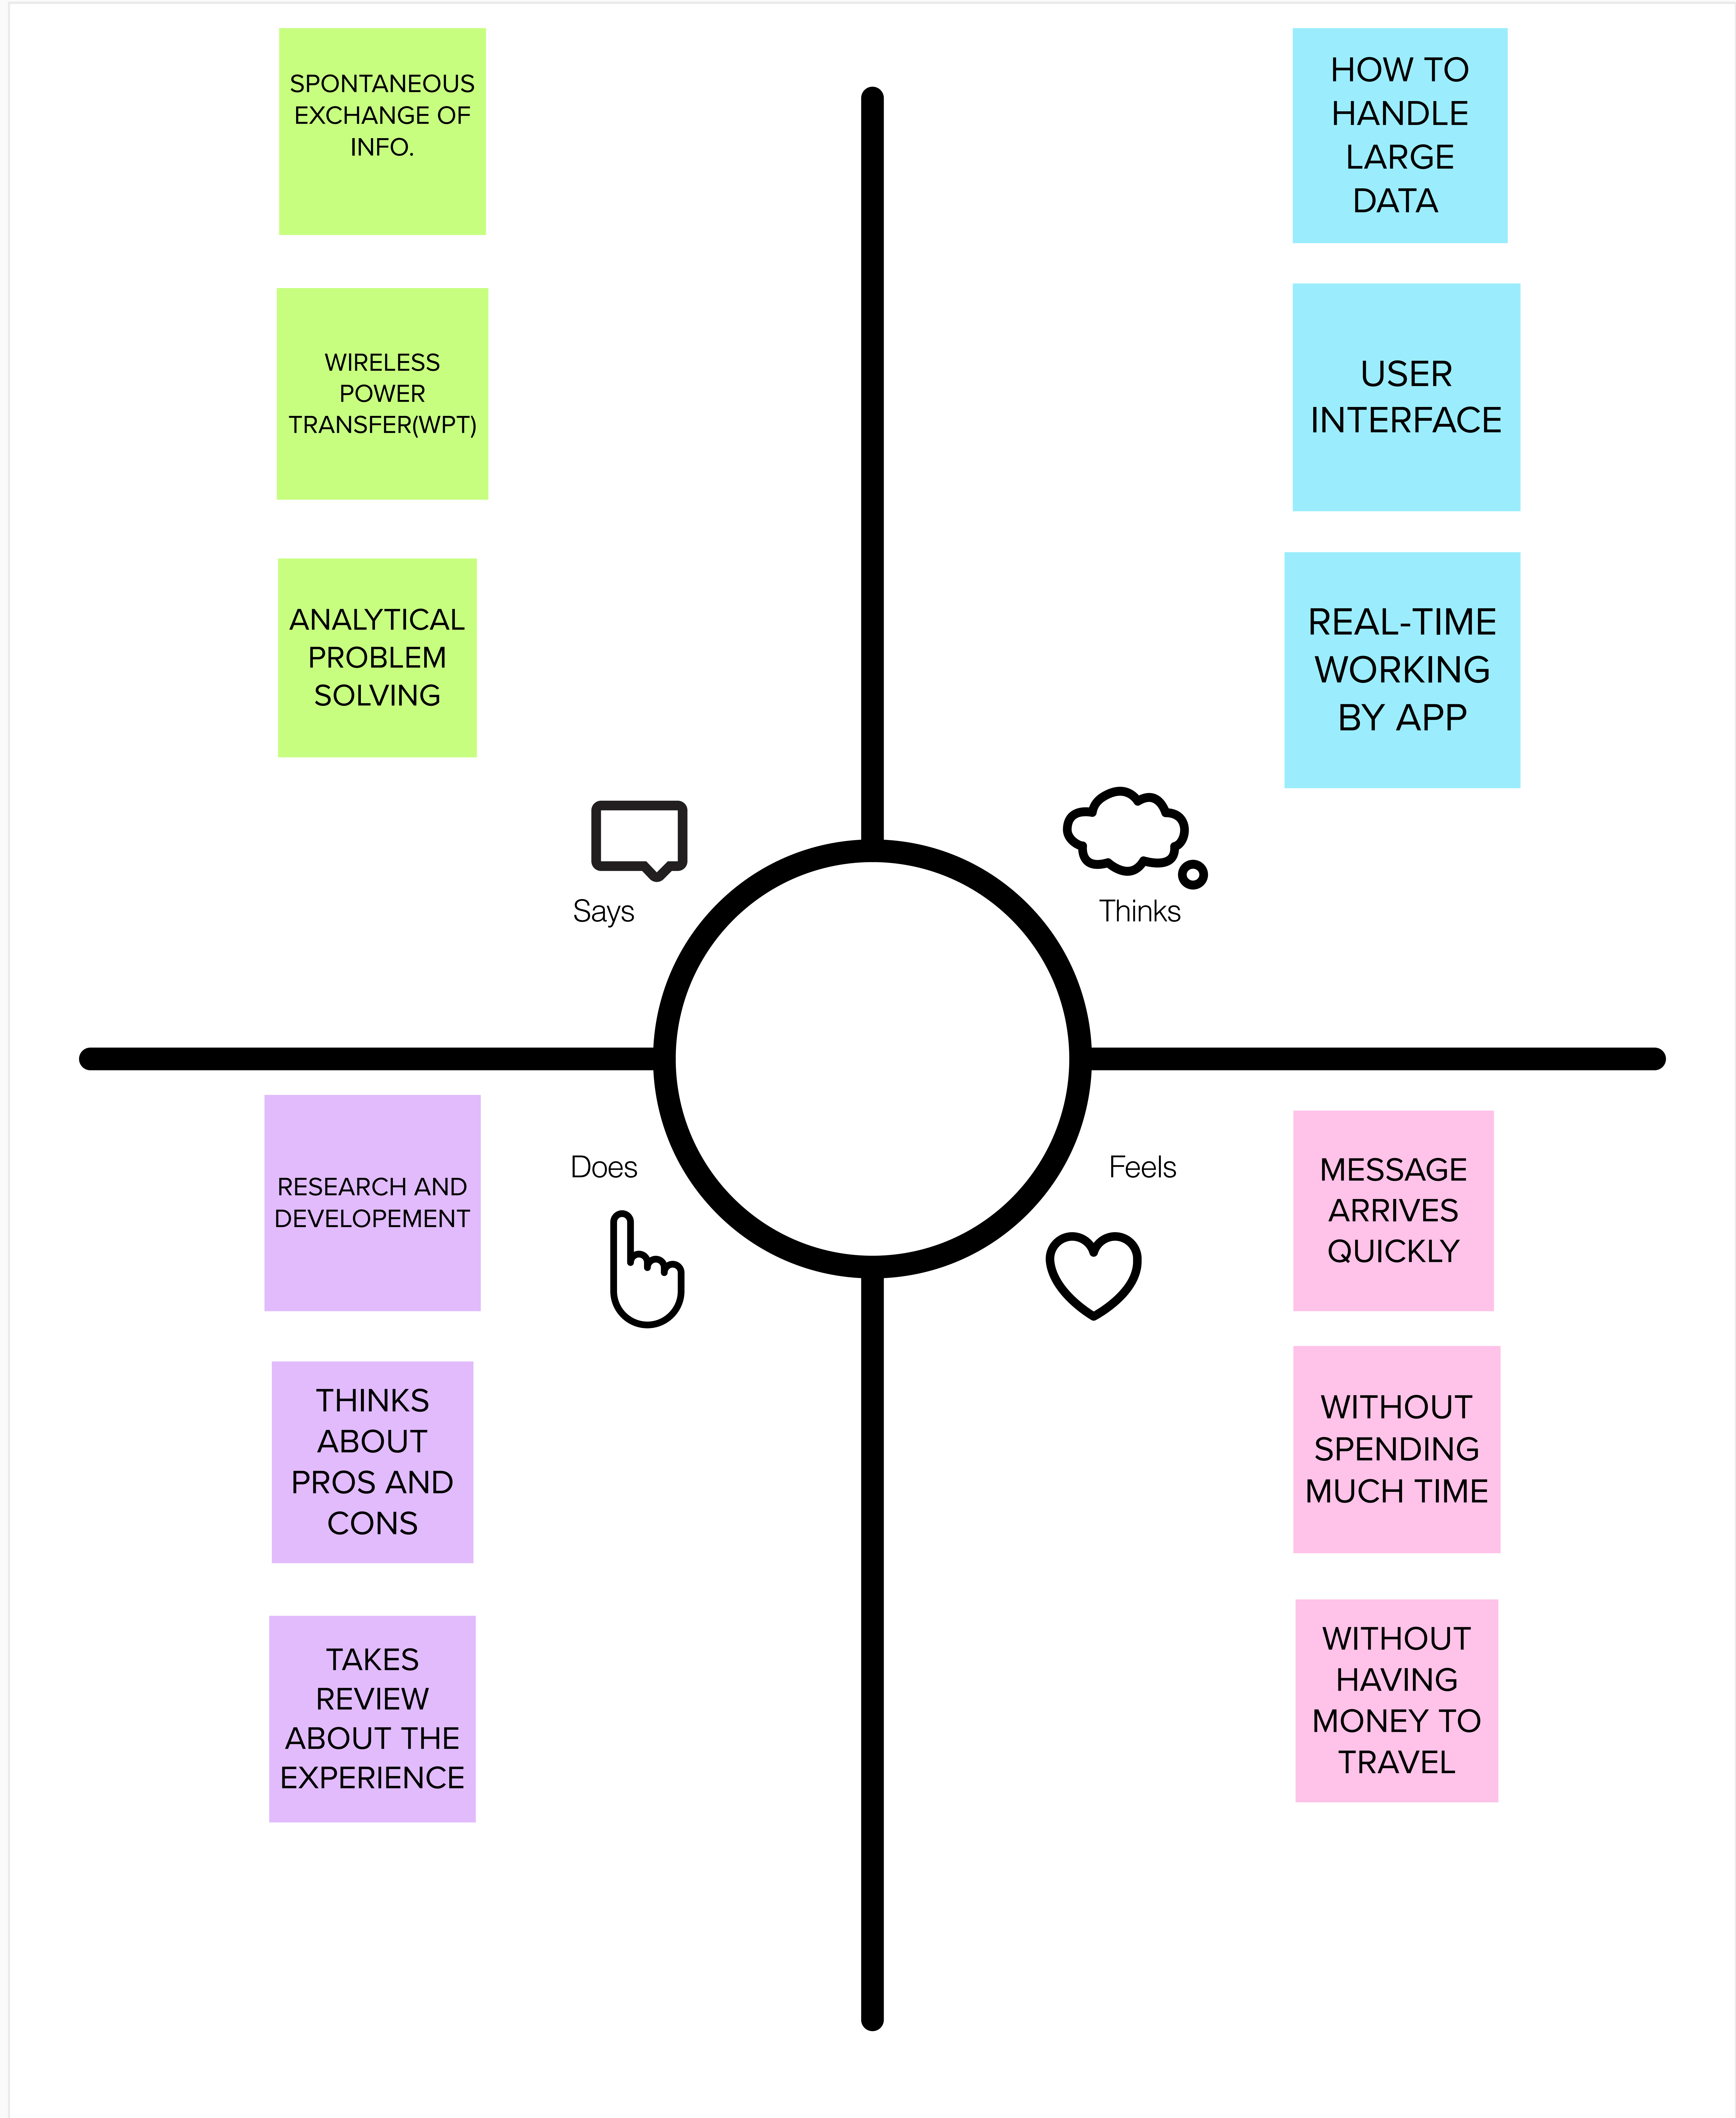 SPONTANEOUS
EXCHANGE OF
INFO.
WIRELESS
POWER
TRANSFER(WPT)
ANALYTICAL
PROBLEM
SOLVING
Says
HOW TO
HANDLE
LARGE
DATA
USER
INTERFACE
REAL-TIME
WORKING
BY APP
Thinks
Does
RESEARCH AND
DEVELOPEMENT
THINKS
ABOUT
PROS AND
CONS
TAKES
REVIEW
ABOUT THE
EXPERIENCE
Feels
MESSAGE
ARRIVES
QUICKLY
WITHOUT
SPENDING
MUCH TIME
WITHOUT
HAVING
MONEY TO
TRAVEL